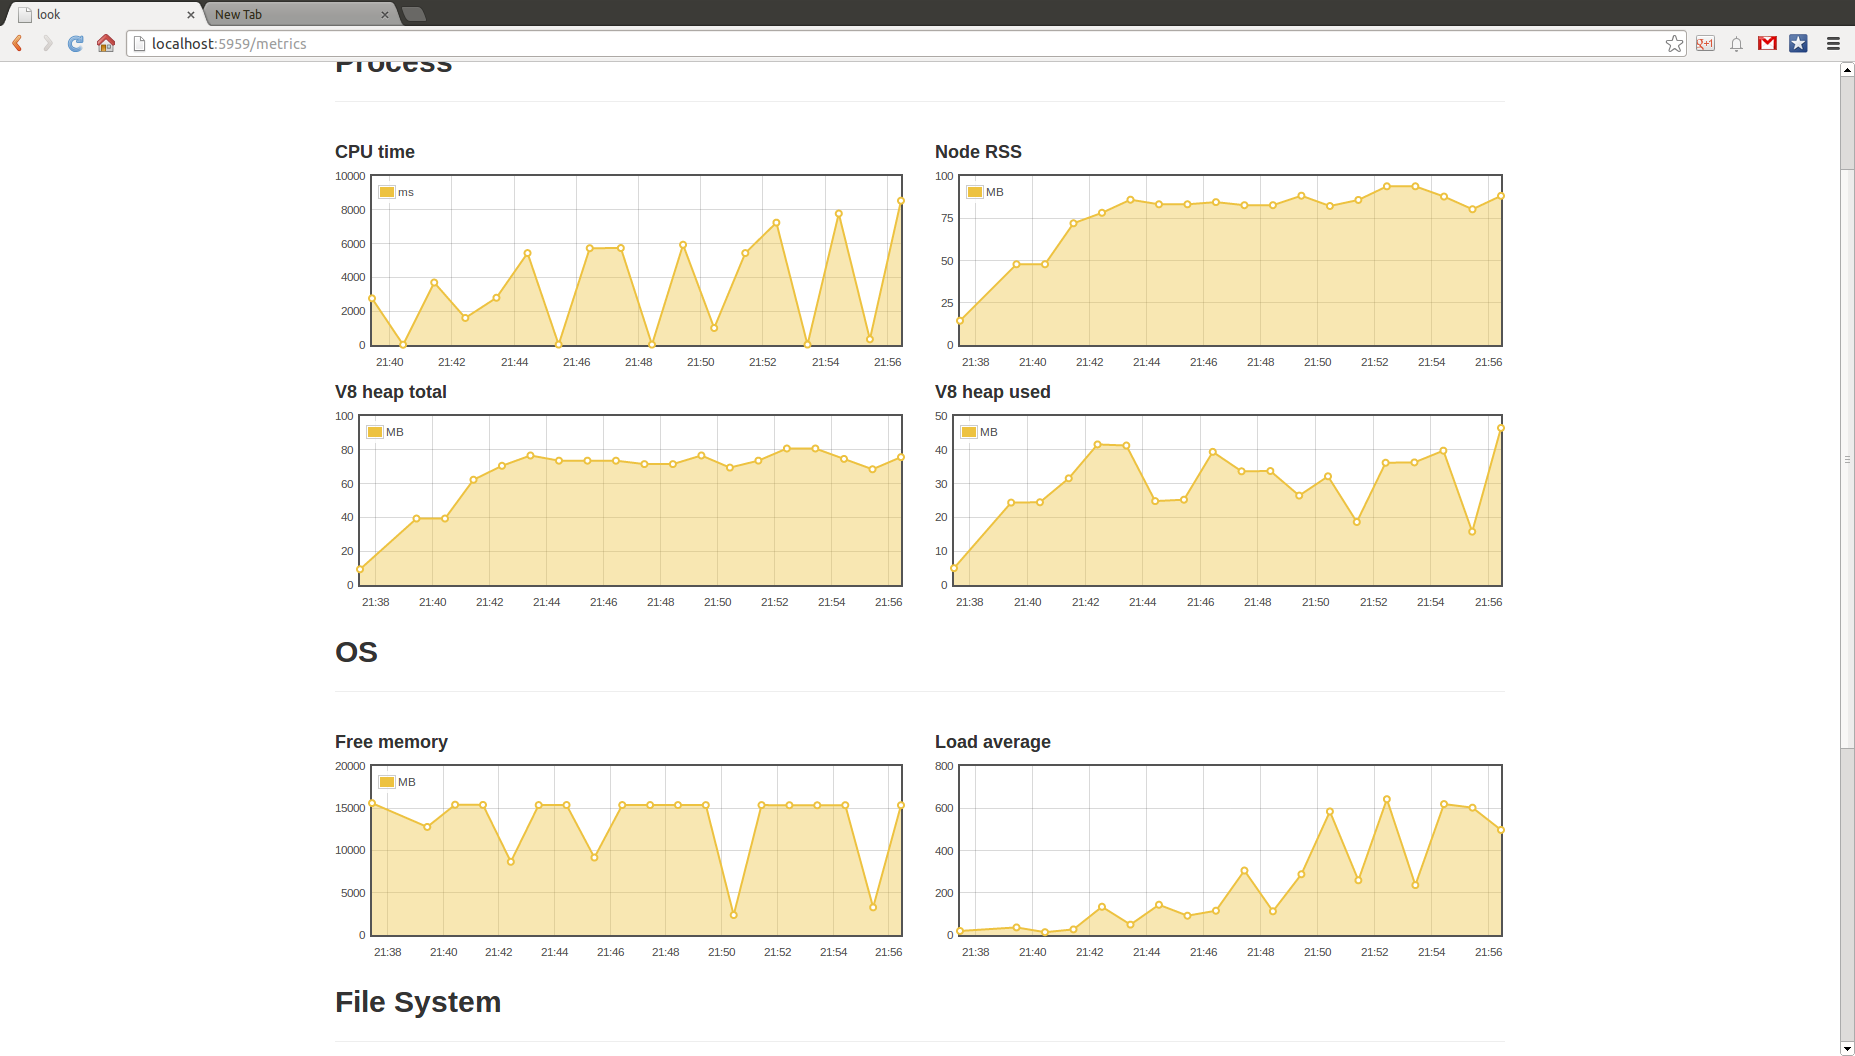 look
New Tab
localhost:5959/metrics
g+1
Process
CPU time
Node RSS
10000
8000
6000
4000
2000
0
ms
21:40 21:42 21:44 21:46 21:48 21:50 21:52 21:54 21:56
100
75
50
25
0
MB
21:38 21:40 21:42 21:44 21:46 21:48 21:50 21:52 21:54 21:56
V8 heap total
V8 heap used
100
80
60
40
20
0
MB
21:38 21:40 21:42 21:44 21:46 21:48 21:50 21:52 21:54 21:56
50
40
30
20
10
0
MB
21:38 21:40 21:42 21:44 21:46 21:48 21:50 21:52 21:54 21:56
OS
Free memory
Load average
20000
15000
10000
5000
0
MB
21:38 21:40 21:42 21:44 21:46 21:48 21:50 21:52 21:54 21:56
800
600
400
200
0
21:38 21:40 21:42 21:44 21:46 21:48 21:50 21:52 21:54 21:56
File System